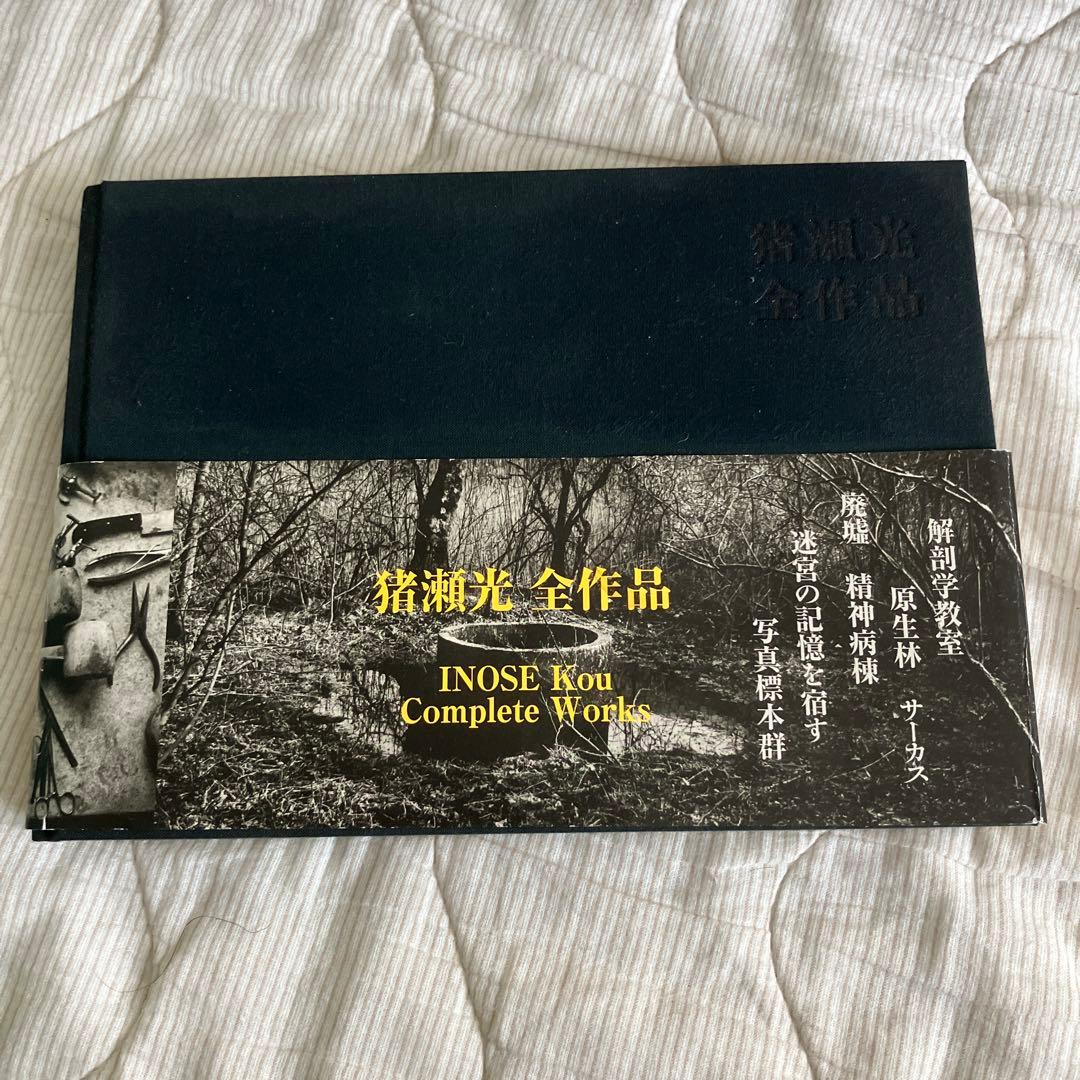 猪瀬光
全作品
猪瀬光 全作品
INOSE Kou
Complete Works
解剖学教室
原生林 サーカス
廃墟 精神病棟
迷宮の記憶を宿す
写真標本群